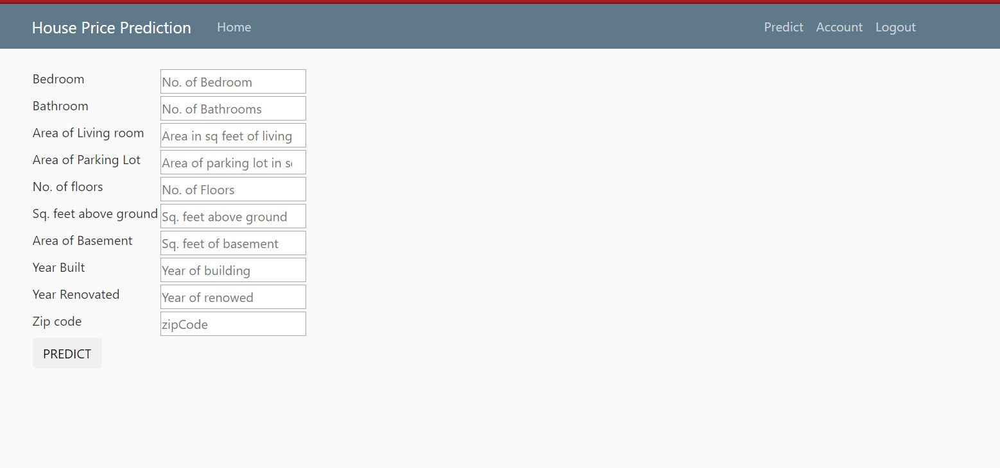 House Price Prediction Home Predict Account Logout
Bedroom No. of Bedroom
Bathroom No. of Bathrooms
Area of Living room Area in sq feet of living
Area of Parking Lot Area of parking lot in s
No. of floors No. of Floors
Sq. feet above ground Sq. feet above ground
Area of Basement Sq. feet of basement
Year Built Year of building
Year Renovated Year of renowed
Zip code zipCode
PREDICT